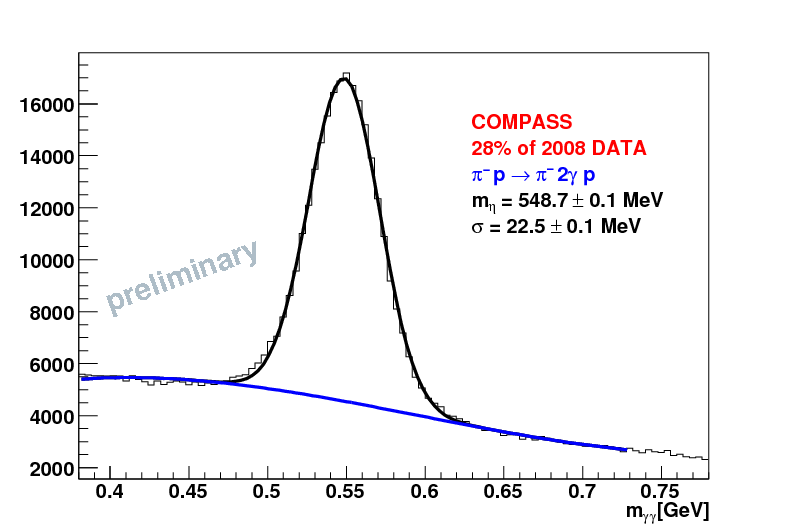 16000
14000
12000
10000
8000
6000
4000
2000
COMPASS
28% of 2008 DATA
π⁻p → π⁻2γ p
m_η = 548.7 ± 0.1 MeV
σ = 22.5 ± 0.1 MeV
preliminary
0.4 0.45 0.5 0.55 0.6 0.65 0.7 0.75
m_γγ[GeV]